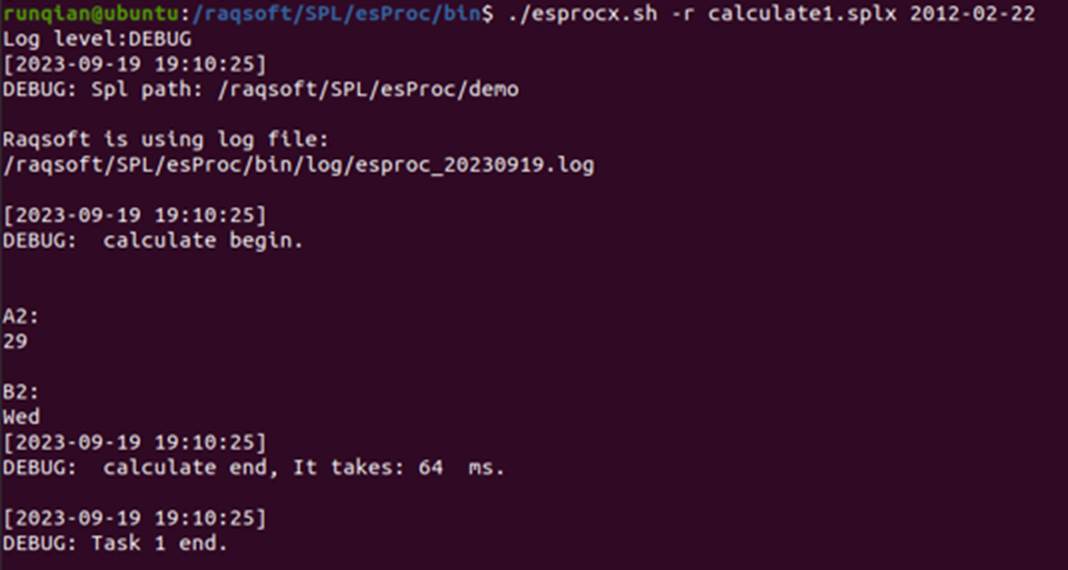 runqian@ubuntu:/raqsoft/SPL/esProc/bin$ ./esprocx.sh -r calculate1.splx 2012-02-22
Log level:DEBUG
[2023-09-19 19:10:25]
DEBUG: Spl path: /raqsoft/SPL/esProc/demo
Raqsoft is using log file:
/raqsoft/SPL/esProc/bin/log/esproc_20230919.log
[2023-09-19 19:10:25]
DEBUG:  calculate begin.
A2:
29
B2:
Wed
[2023-09-19 19:10:25]
DEBUG:  calculate end, It takes: 64  ms.
[2023-09-19 19:10:25]
DEBUG: Task 1 end.